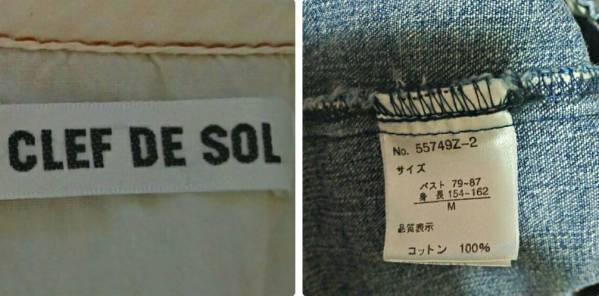 CLEF DE SOL
No. 55749Z-2
サイズ
バスト 79~87
身長 154~162
M
品質表示
コットン 100%